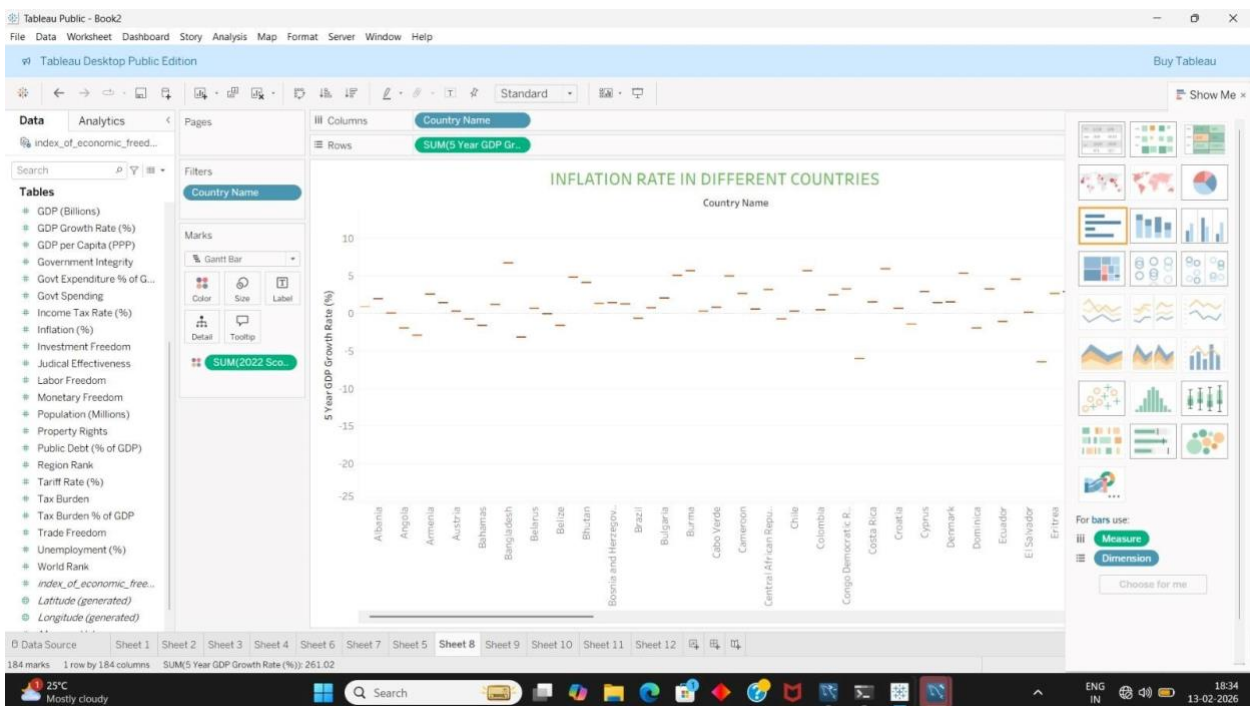 Tableau Public - Book2
File Data Worksheet Dashboard Story Analysis Map Format Server Window Help
Tableau Desktop Public Edition
Buy Tableau
Standard
Show Me ×
Data Analytics
index_of_economic_freed...
Search
Tables
GDP (Billions)
GDP Growth Rate (%)
GDP per Capita (PPP)
Government Integrity
Govt Expenditure % of G...
Govt Spending
Income Tax Rate (%)
Inflation (%)
Investment Freedom
Judical Effectiveness
Labor Freedom
Monetary Freedom
Population (Millions)
Property Rights
Public Debt (% of GDP)
Region Rank
Tariff Rate (%)
Tax Burden
Tax Burden % of GDP
Trade Freedom
Unemployment (%)
World Rank
index_of_economic_free...
Latitude (generated)
Longitude (generated)
Pages
Filters
Country Name
Marks
Gantt Bar
Color Size Label
Detail Tooltip
SUM(2022 Sco..
Columns Country Name
Rows SUM(5 Year GDP Gr..
INFLATION RATE IN DIFFERENT COUNTRIES
Country Name
5 Year GDP Growth Rate (%)
10
5
0
-5
-10
-15
-20
-25
Albania
Angola
Armenia
Austria
Bahamas
Bangladesh
Belarus
Belize
Bhutan
Bosnia and Herzegov..
Brazil
Bulgaria
Burma
Cabo Verde
Cameroon
Central African Repu..
Chile
Colombia
Congo Democratic R..
Costa Rica
Croatia
Cyprus
Denmark
Dominica
Ecuador
El Salvador
Eritrea
For bars use:
Measure
Dimension
Choose for me
Data Source Sheet 1 Sheet 2 Sheet 3 Sheet 4 Sheet 6 Sheet 7 Sheet 5 Sheet 8 Sheet 9 Sheet 10 Sheet 11 Sheet 12
184 marks 1 row by 184 columns SUM(5 Year GDP Growth Rate (%)): 261.02
25°C
Mostly cloudy
Search
ENG
IN
18:34
13-02-2026